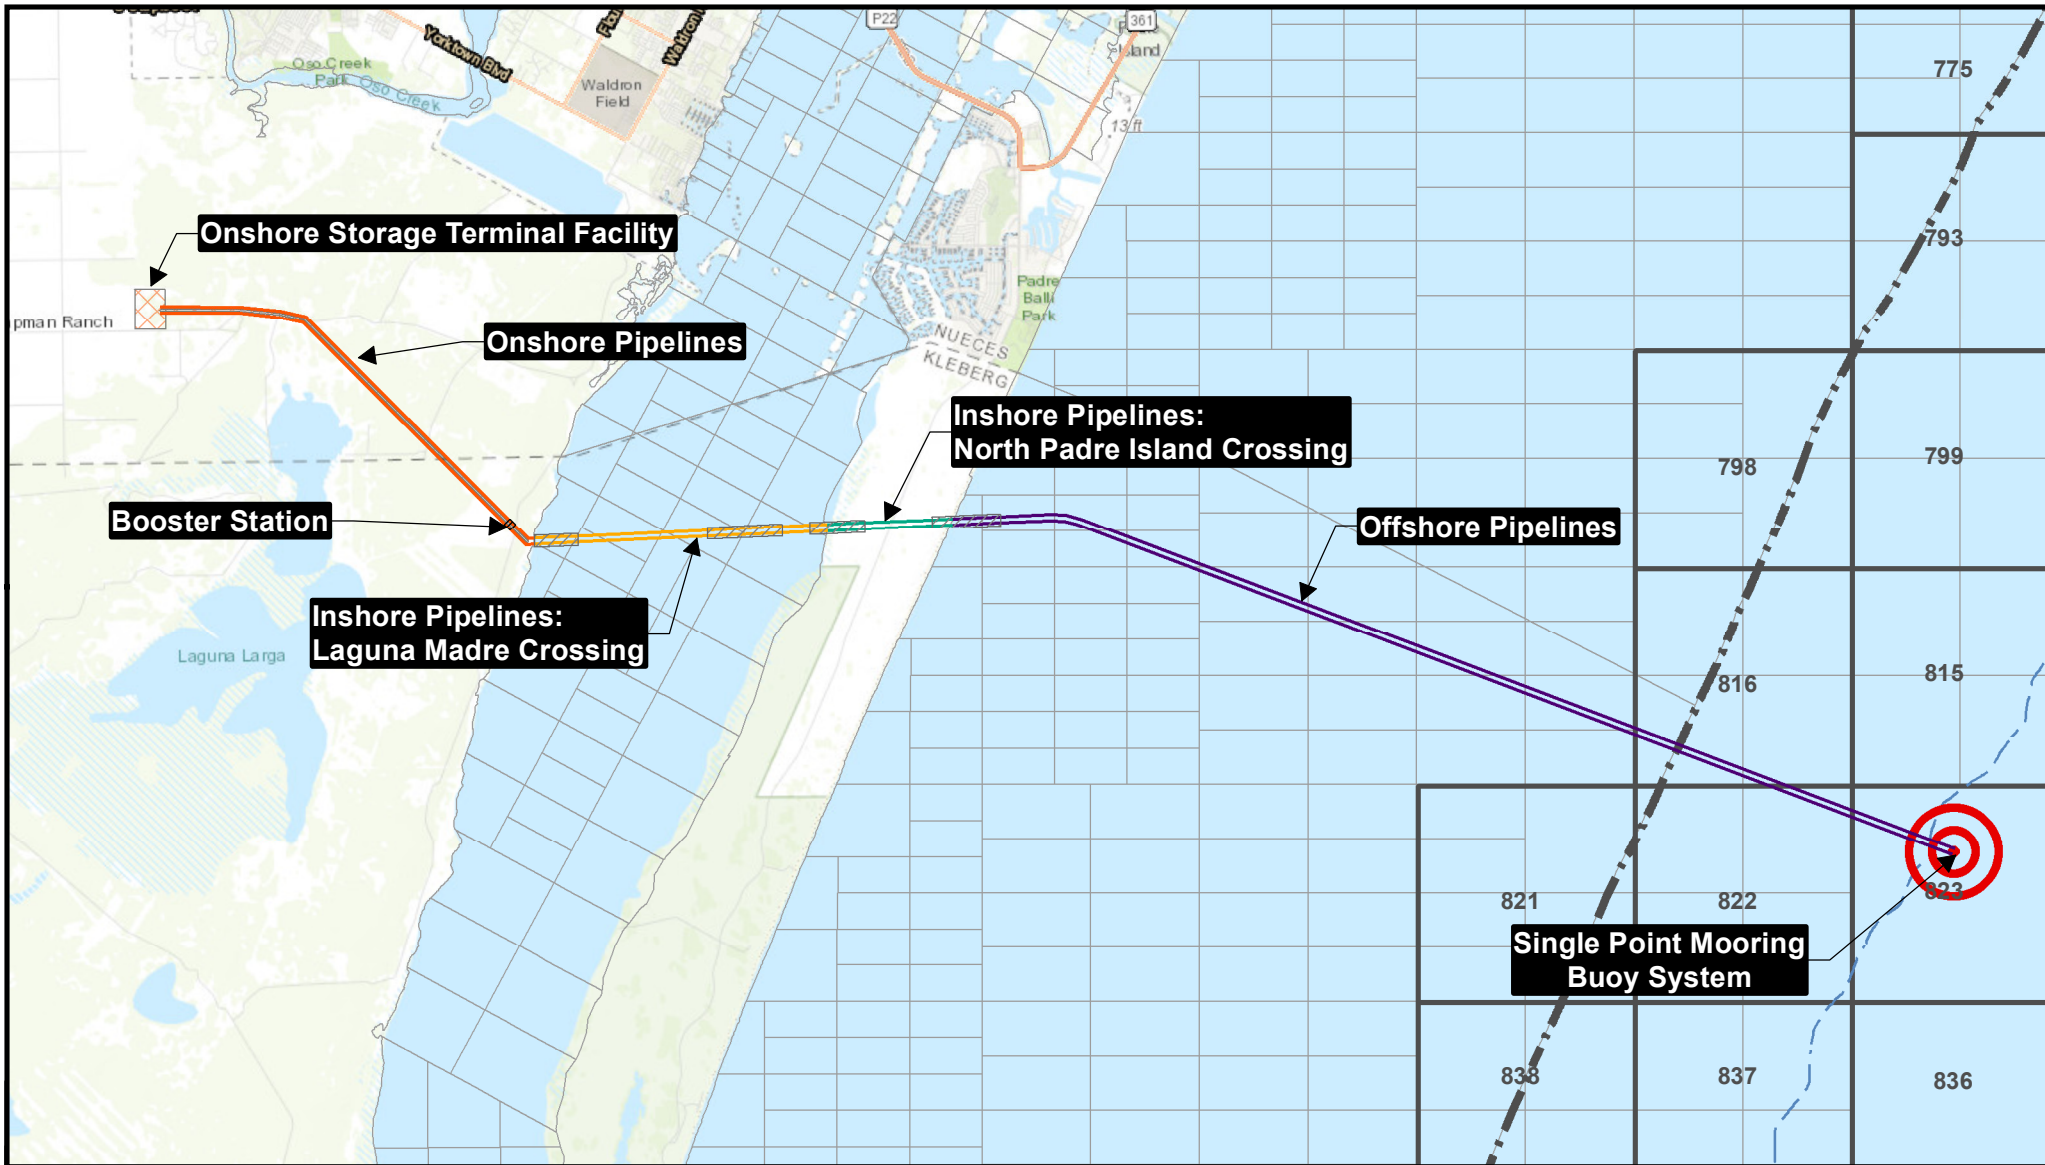 P22
361
Yorktown Blvd
Oso Creek
Park
Oso Creek
Waldron
Field
Island
13 ft
775
793
Onshore Storage Terminal Facility
pman Ranch
Onshore Pipelines
Padre
Balli
Park
NUECES
KLEBERG
Inshore Pipelines:
North Padre Island Crossing
798
799
Booster Station
Offshore Pipelines
Inshore Pipelines:
Laguna Madre Crossing
Laguna Larga
816
815
821
822
823
Single Point Mooring
Buoy System
838
837
836